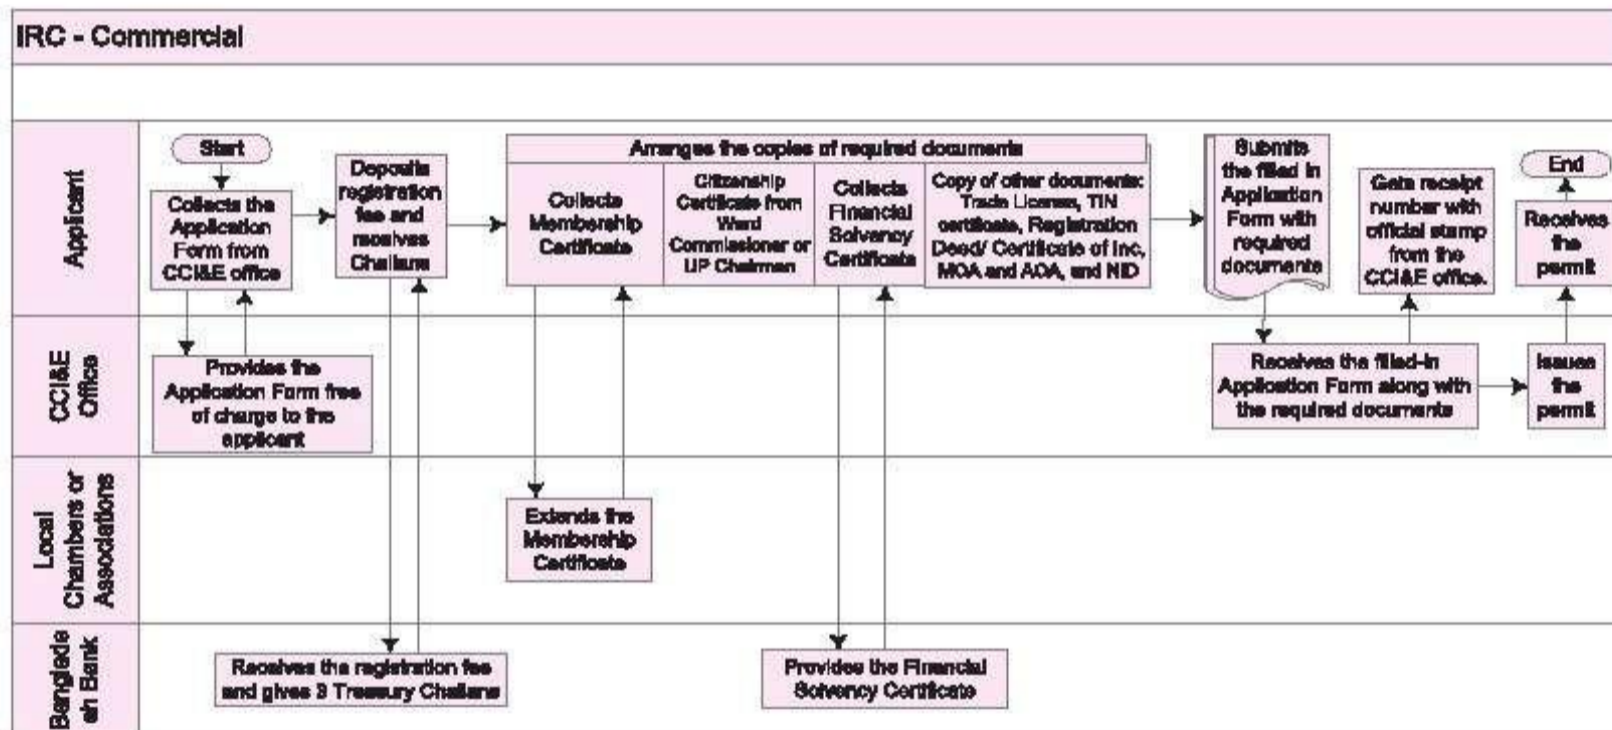 IRC - Commercial
Applicant
Start
Collects the
Application
Form from
CCI&E office
Deposits
registration
fee and
receives
Challans
Arranges the copies of required documents
Collects
Membership
Certificate
Citizenship
Certificate from
Ward
Commissioner or
UP Chairman
Collects
Financial
Solvency
Certificate
Copy of other documents:
Trade License, TIN
certificate, Registration
Deed/ Certificate of Inc,
MOA and AOA, and NID
Submits
the filled in
Application
Form with
required
documents
Gets receipt
number with
official stamp
from the
CCI&E office.
End
Receives
the
permit
CCI&E
Office
Provides the
Application Form free
of charge to the
applicant
Receives the filled-in
Application Form along with
the required documents
Issues
the
permit
Local
Chambers or
Associations
Extends the
Membership
Certificate
Banglade
sh Bank
Receives the registration fee
and gives 3 Treasury Challans
Provides the Financial
Solvency Certificate